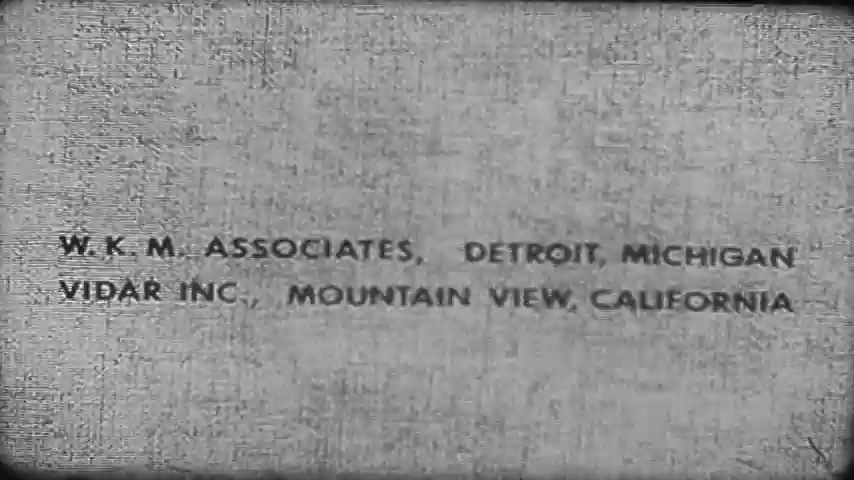 W. K. M. ASSOCIATES, DETROIT, MICHIGAN
VIDAR INC., MOUNTAIN VIEW, CALIFORNIA